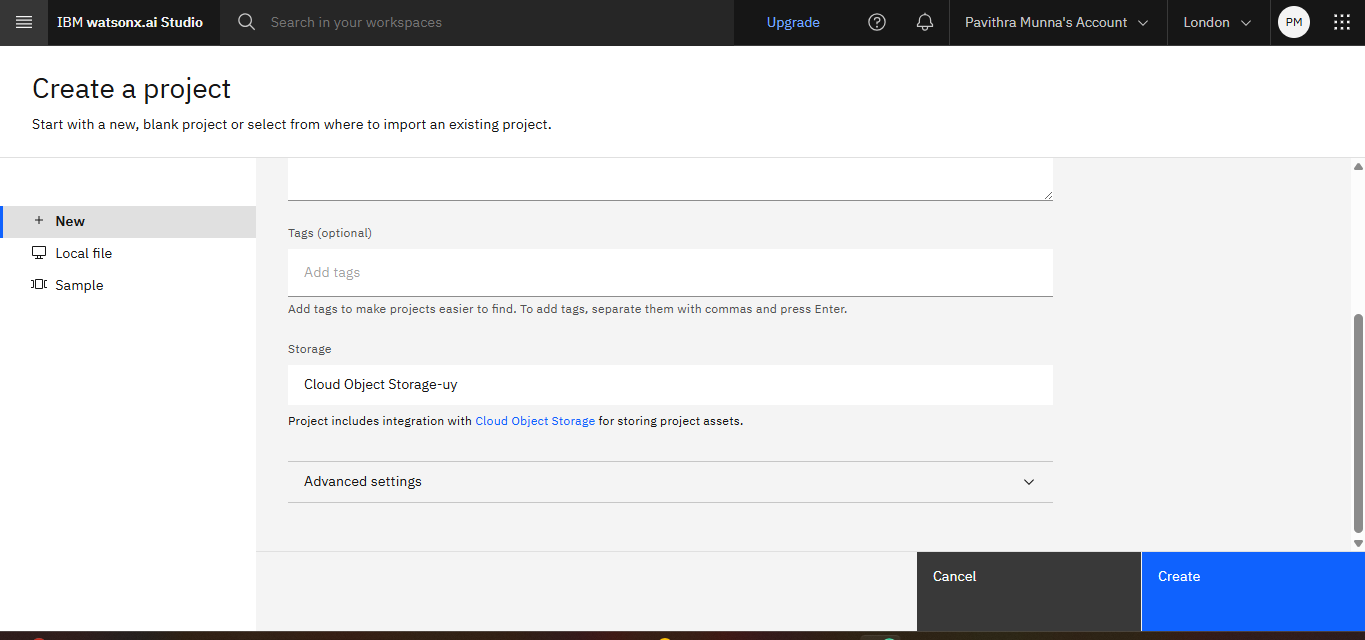 IBM watsonx.ai Studio
Search in your workspaces
Upgrade
Pavithra Munna's Account
London
PM
Create a project
Start with a new, blank project or select from where to import an existing project.
New
Local file
Sample
Tags (optional)
Add tags
Add tags to make projects easier to find. To add tags, separate them with commas and press Enter.
Storage
Cloud Object Storage-uy
Project includes integration with Cloud Object Storage for storing project assets.
Advanced settings
Cancel
Create